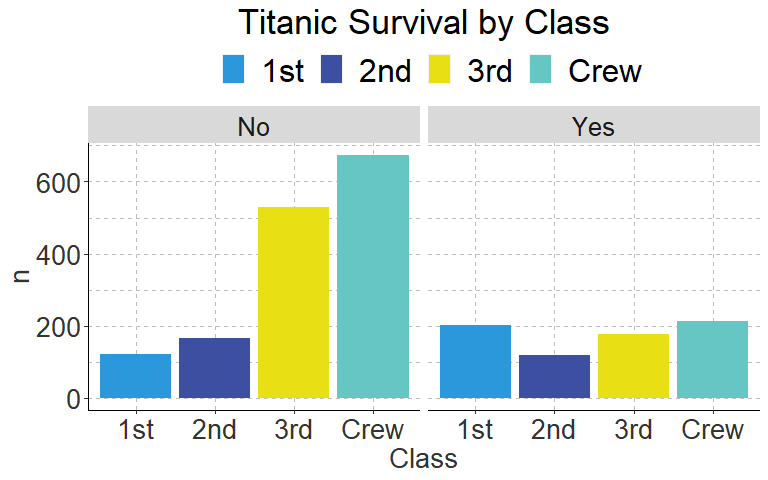 Titanic Survival by Class
1st 2nd 3rd Crew
No Yes
600
400
200
0
n
1st 2nd 3rd Crew 1st 2nd 3rd Crew
Class